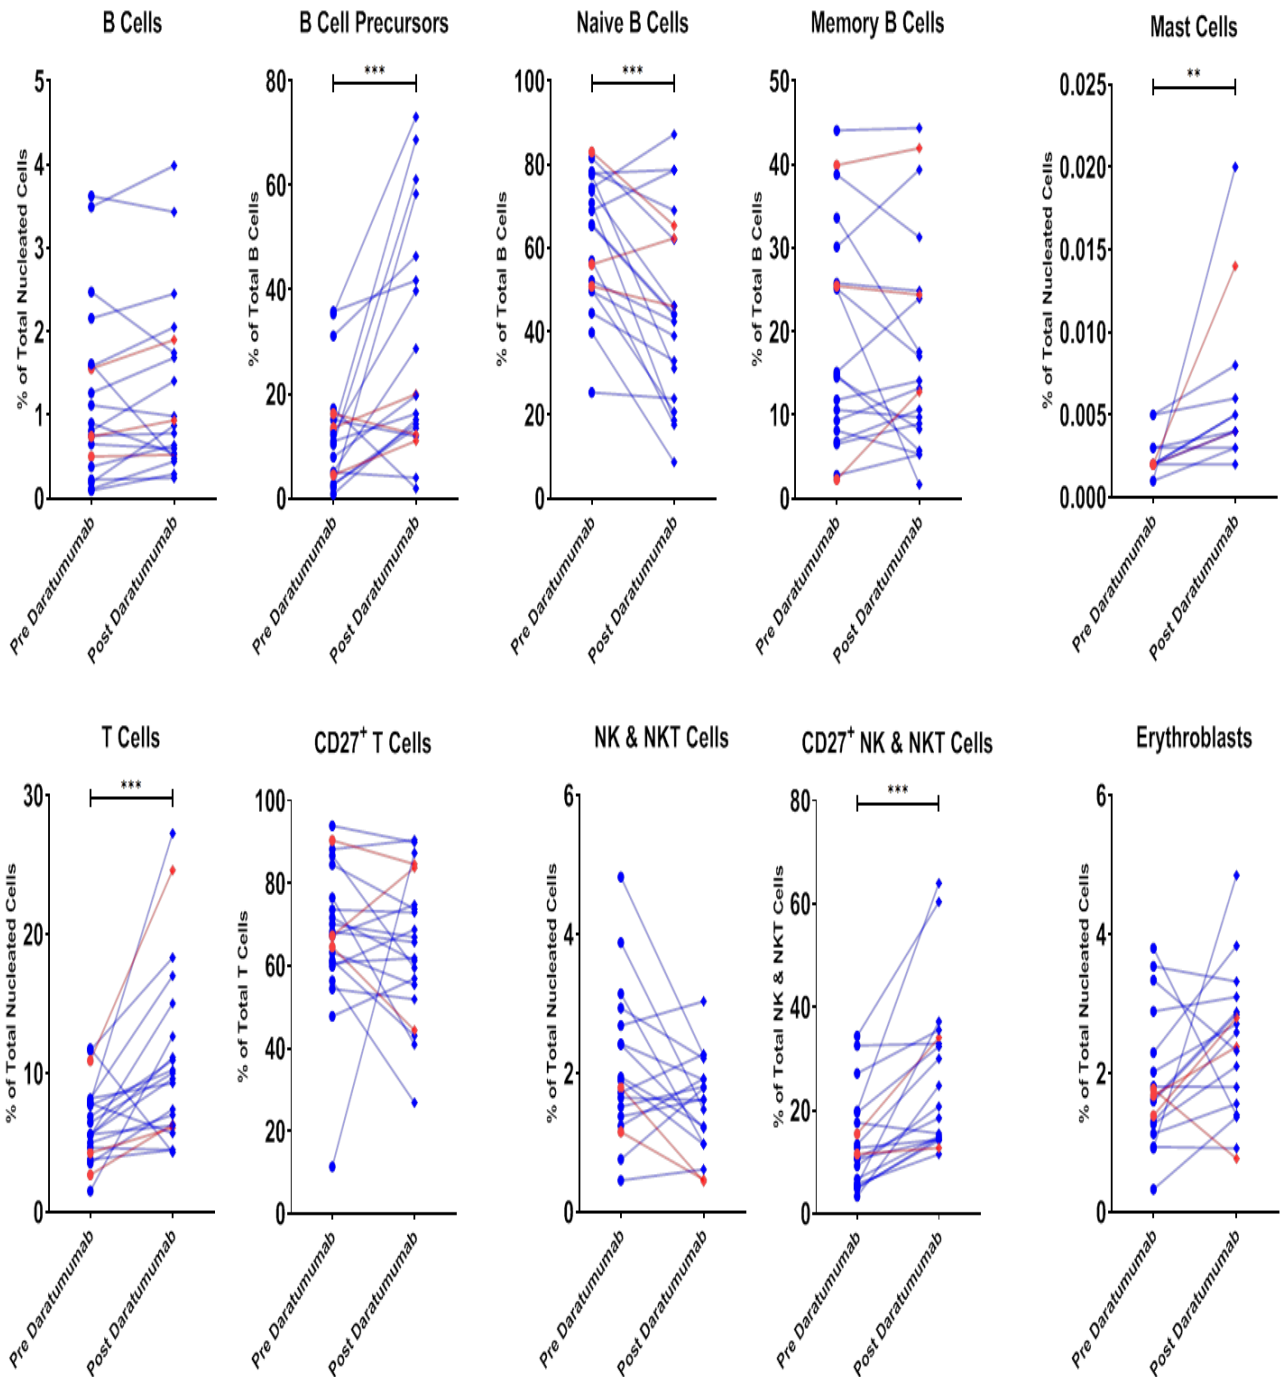 B Cells
B Cell Precursors
Naive B Cells
Memory B Cells
Mast Cells
5
4
3
2
1
0
% of Total Nucleated Cells
Pre Daratumumab
Post Daratumumab
80
60
40
20
0
% of Total B Cells
***
Pre Daratumumab
Post Daratumumab
100
80
60
40
20
0
% of Total B Cells
***
Pre Daratumumab
Post Daratumumab
50
40
30
20
10
0
% of Total B Cells
Pre Daratumumab
Post Daratumumab
0.025
0.020
0.015
0.010
0.005
0.000
% of Total Nucleated Cells
**
Pre Daratumumab
Post Daratumumab
T Cells
CD27+ T Cells
NK & NKT Cells
CD27+ NK & NKT Cells
Erythroblasts
30
20
10
0
% of Total Nucleated Cells
***
Pre Daratumumab
Post Daratumumab
100
80
60
40
20
0
% of Total T Cells
Pre Daratumumab
Post Daratumumab
6
4
2
0
% of Total Nucleated Cells
Pre Daratumumab
Post Daratumumab
80
60
40
20
0
% of Total NK & NKT Cells
***
Pre Daratumumab
Post Daratumumab
6
4
2
0
% of Total Nucleated Cells
Pre Daratumumab
Post Daratumumab